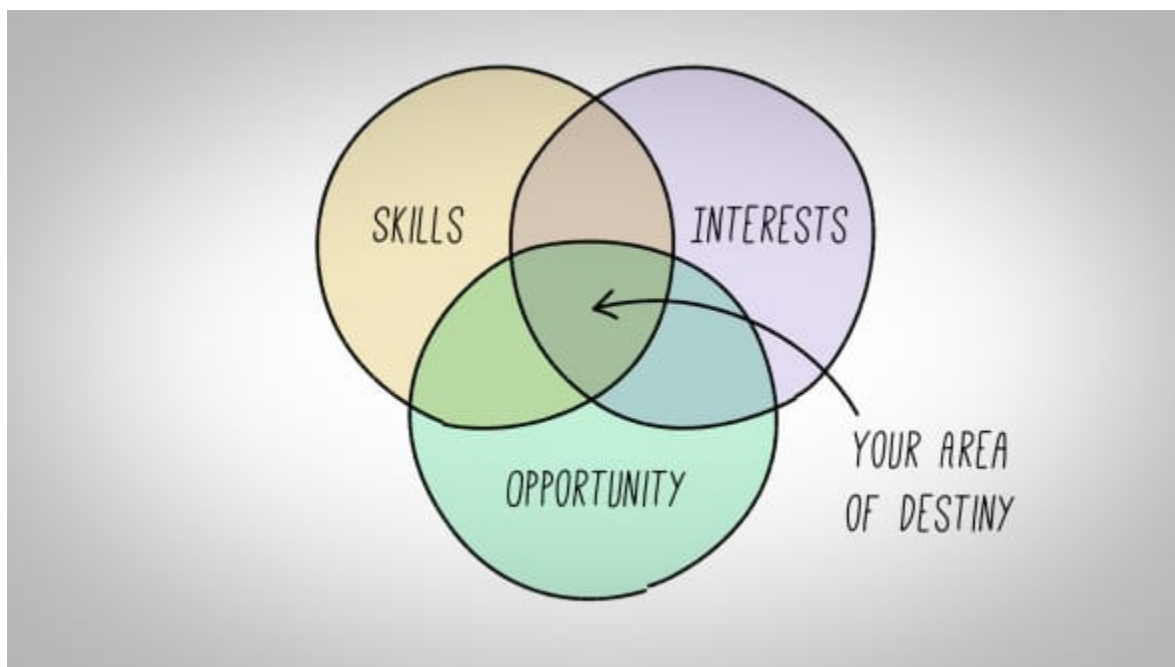 SKILLS
INTERESTS
OPPORTUNITY
YOUR AREA
OF DESTINY